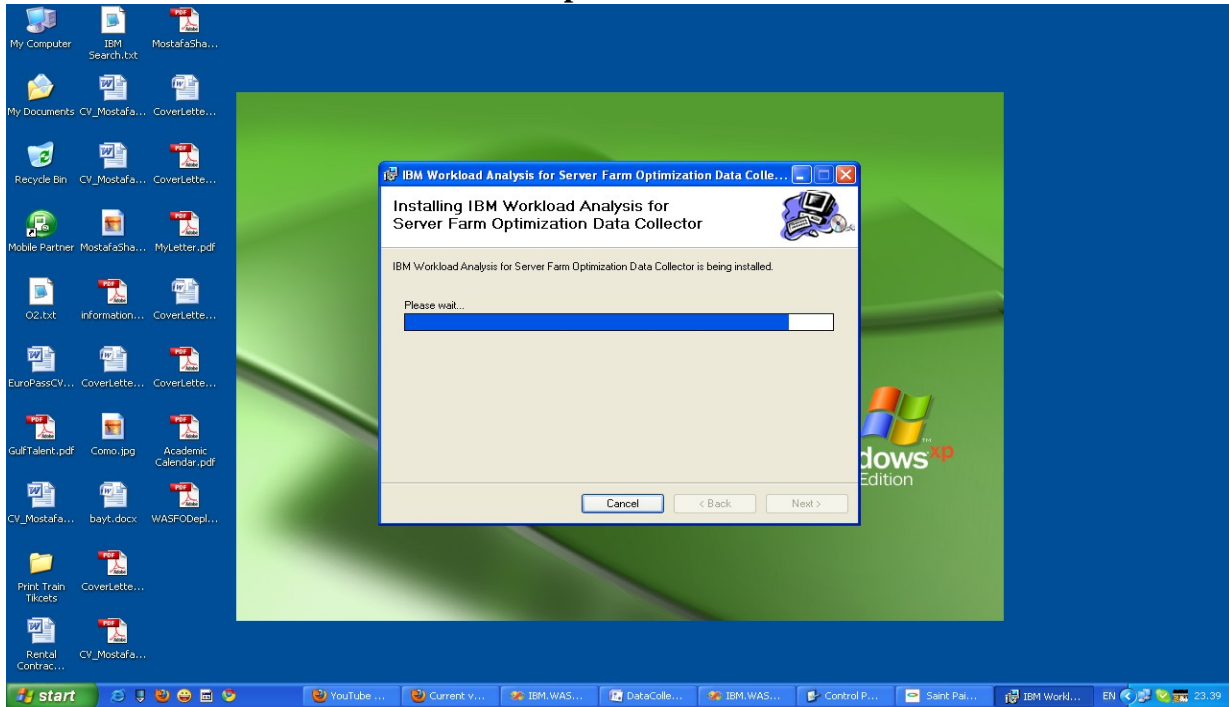 My Computer
IBM
Search.txt
MostafaSha...
My Documents
CV_Mostafa...
CoverLette...
Recycle Bin
CV_Mostafa...
CoverLette...
Mobile Partner
MostafaSha...
MyLetter.pdf
O2.txt
information...
CoverLette...
EuroPassCV...
CoverLette...
CoverLette...
GulfTalent.pdf
Como.jpg
Academic
Calendar.pdf
CV_Mostafa...
bayt.docx
WASFODepl...
Print Train
Tikcets
CoverLette...
Rental
Contrac...
CV_Mostafa...
IBM Workload Analysis for Server Farm Optimization Data Colle...
Installing IBM Workload Analysis for
Server Farm Optimization Data Collector
IBM Workload Analysis for Server Farm Optimization Data Collector is being installed.
Please wait...
Cancel
< Back
Next >
dows xp
TM
Edition
start
YouTube ...
Current v...
IBM.WAS...
DataColle...
IBM.WAS...
Control P...
Saint Pai...
IBM Workl...
EN
23.39